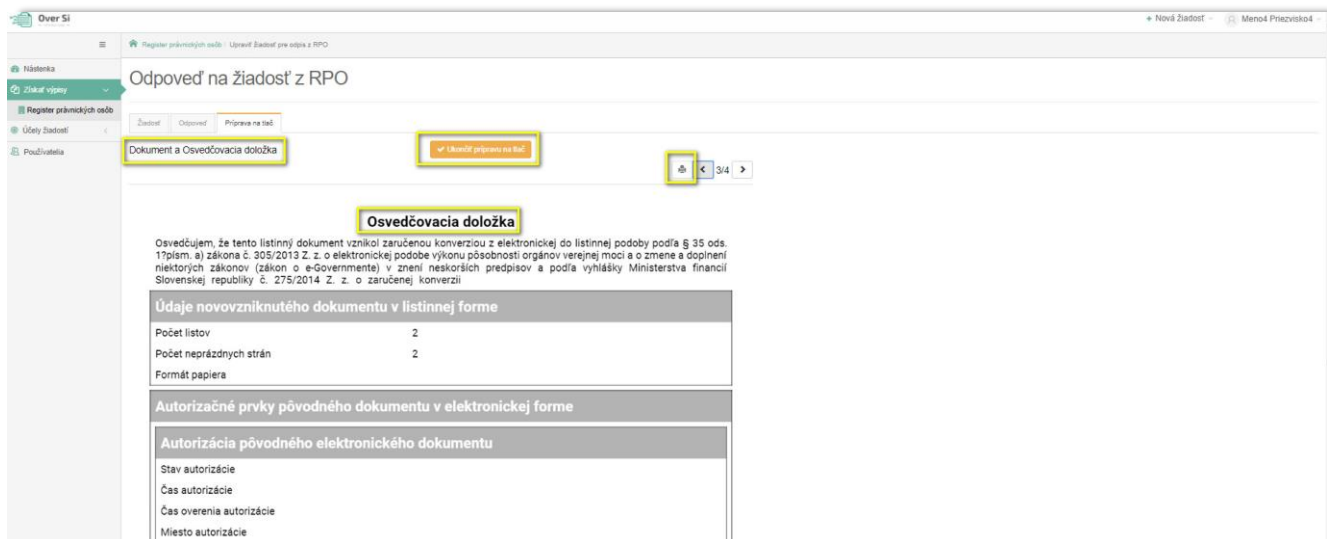 Over Si
+ Nová žiadosť
Meno4 Priezvisko4
Register právnických osôb / Upraviť žiadosť pre odpis z RPO
Nástenka
Získať výpisy
Register právnických osôb
Účely žiadostí
Používatelia
Odpoveď na žiadosť z RPO
Žiadosť Odpoveď Príprava na tlač
Dokument a Osvedčovacia doložka
Ukončiť prípravu na tlač
3/4
Osvedčovacia doložka
Osvedčujem, že tento listinný dokument vznikol zaručenou konverziou z elektronickej do listinnej podoby podľa § 35 ods.
1?písm. a) zákona č. 305/2013 Z. z. o elektronickej podobe výkonu pôsobnosti orgánov verejnej moci a o zmene a doplnení
niektorých zákonov (zákon o e-Governmente) v znení neskorších predpisov a podľa vyhlášky Ministerstva financií
Slovenskej republiky č. 275/2014 Z. z. o zaručenej konverzii
Údaje novovzniknutého dokumentu v listinnej forme
Počet listov 2
Počet neprázdnych strán 2
Formát papiera
Autorizačné prvky pôvodného dokumentu v elektronickej forme
Autorizácia pôvodného elektronického dokumentu
Stav autorizácie
Čas autorizácie
Čas overenia autorizácie
Miesto autorizácie